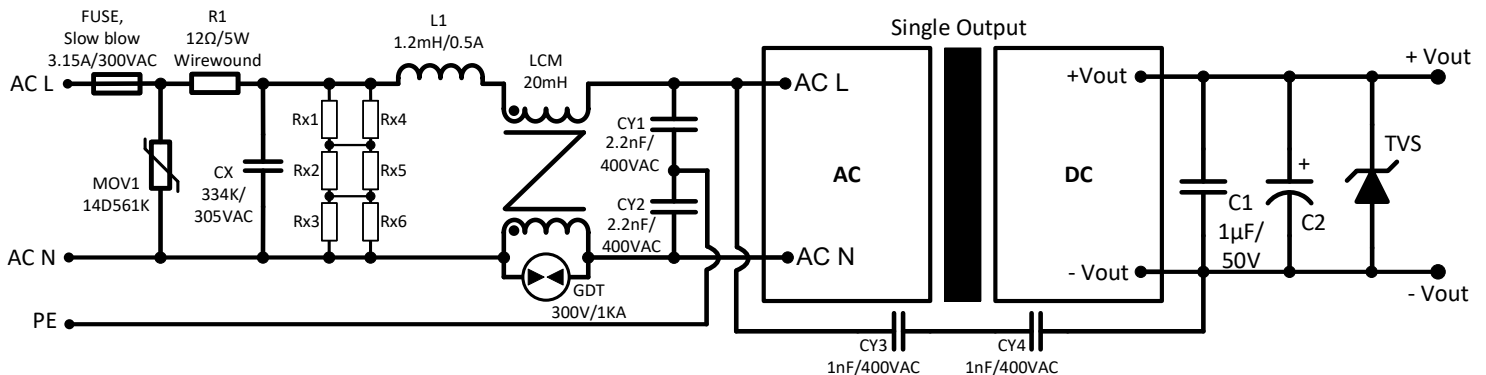 FUSE,
Slow blow
3.15A/300VAC
R1
12Ω/5W
Wirewound
L1
1.2mH/0.5A
LCM
20mH
Single Output
AC L
AC L
+Vout
+ Vout
Rx1
Rx4
CY1
2.2nF/
400VAC
MOV1
14D561K
CX
334K/
305VAC
Rx2
Rx5
AC
DC
C1
1µF/
50V
+
C2
TVS
Rx3
Rx6
CY2
2.2nF/
400VAC
AC N
AC N
- Vout
- Vout
GDT
300V/1KA
PE
CY3
1nF/400VAC
CY4
1nF/400VAC